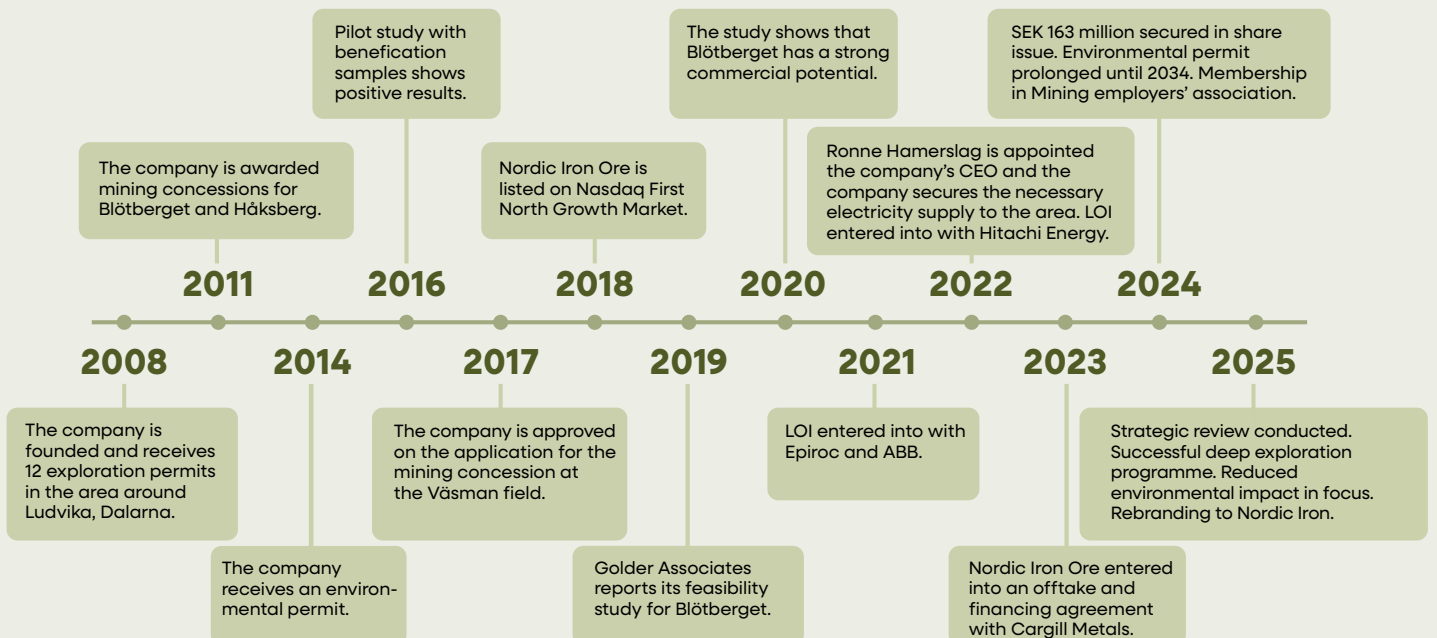 Pilot study with
benefication
samples shows
positive results.
The study shows that
Blötberget has a strong
commercial potential.
SEK 163 million secured in share
issue. Environmental permit
prolonged until 2034. Membership
in Mining employers’ association.
The company is awarded
mining concessions for
Blötberget and Håksberg.
Nordic Iron Ore is
listed on Nasdaq First
North Growth Market.
Ronne Hamerslag is appointed
the company’s CEO and the
company secures the necessary
electricity supply to the area. LOI
entered into with Hitachi Energy.
2011
2016
2018
2020
2022
2024
2008
2014
2017
2019
2021
2023
2025
The company is
founded and receives
12 exploration permits
in the area around
Ludvika, Dalarna.
The company is approved
on the application for the
mining concession at
the Väsman field.
LOI entered into with
Epiroc and ABB.
Strategic review conducted.
Successful deep exploration
programme. Reduced
environmental impact in focus.
Rebranding to Nordic Iron.
The company
receives an environ-
mental permit.
Golder Associates
reports its feasibility
study for Blötberget.
Nordic Iron Ore entered
into an offtake and
financing agreement
with Cargill Metals.